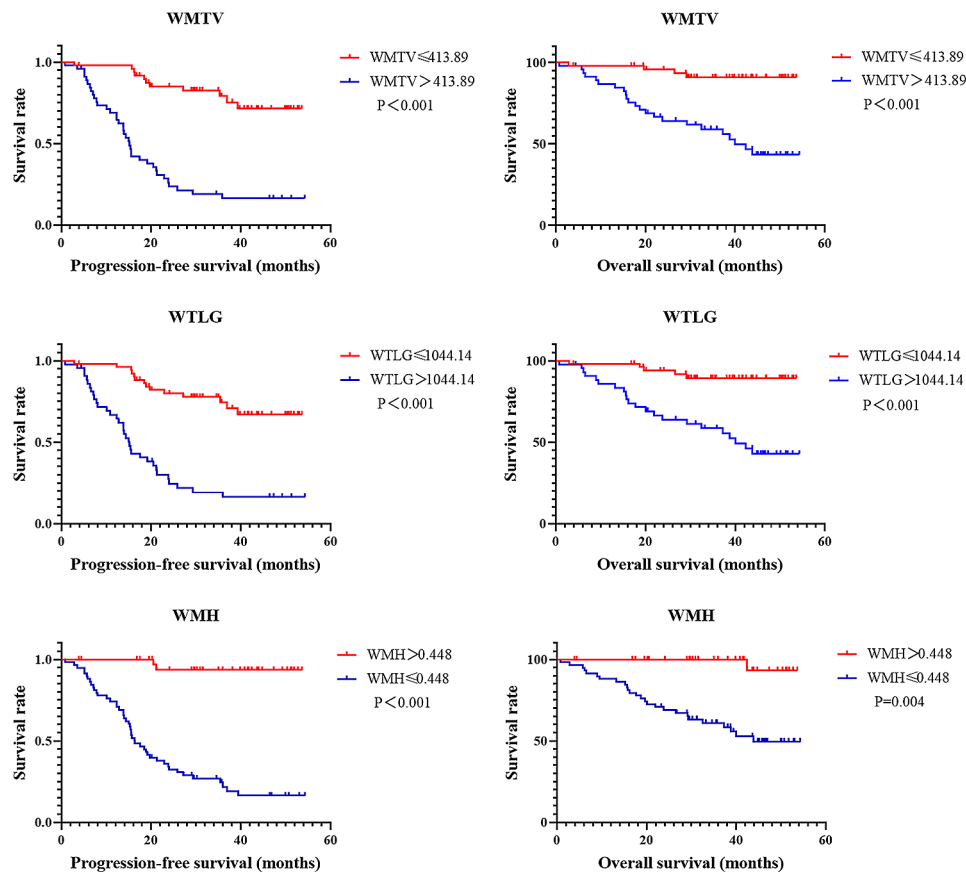 WMTV
WMTV≤413.89
WMTV>413.89
P<0.001
Survival rate
1.0
0.5
0.0
0 20 40 60
Progression-free survival (months)
WMTV
WMTV≤413.89
WMTV>413.89
P<0.001
Survival rate
100
50
0
0 20 40 60
Overall survival (months)
WTLG
WTLG≤1044.14
WTLG>1044.14
P<0.001
Survival rate
1.0
0.5
0.0
0 20 40 60
Progression-free survival (months)
WTLG
WTLG≤1044.14
WTLG>1044.14
P<0.001
Survival rate
100
50
0
0 20 40 60
Overall survival (months)
WMH
WMH>0.448
WMH≤0.448
P<0.001
Survival rate
1.0
0.5
0.0
0 20 40 60
Progression-free survival (months)
WMH
WMH>0.448
WMH≤0.448
P=0.004
Survival rate
100
50
0
0 20 40 60
Overall survival (months)